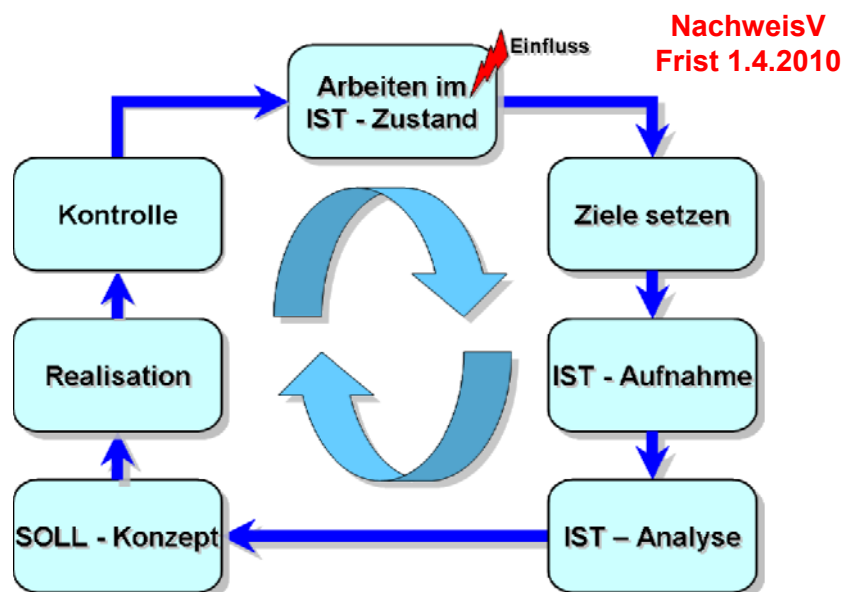 NachweisV
Frist 1.4.2010
Einfluss
Arbeiten im
IST - Zustand
Ziele setzen
IST - Aufnahme
IST – Analyse
SOLL - Konzept
Realisation
Kontrolle